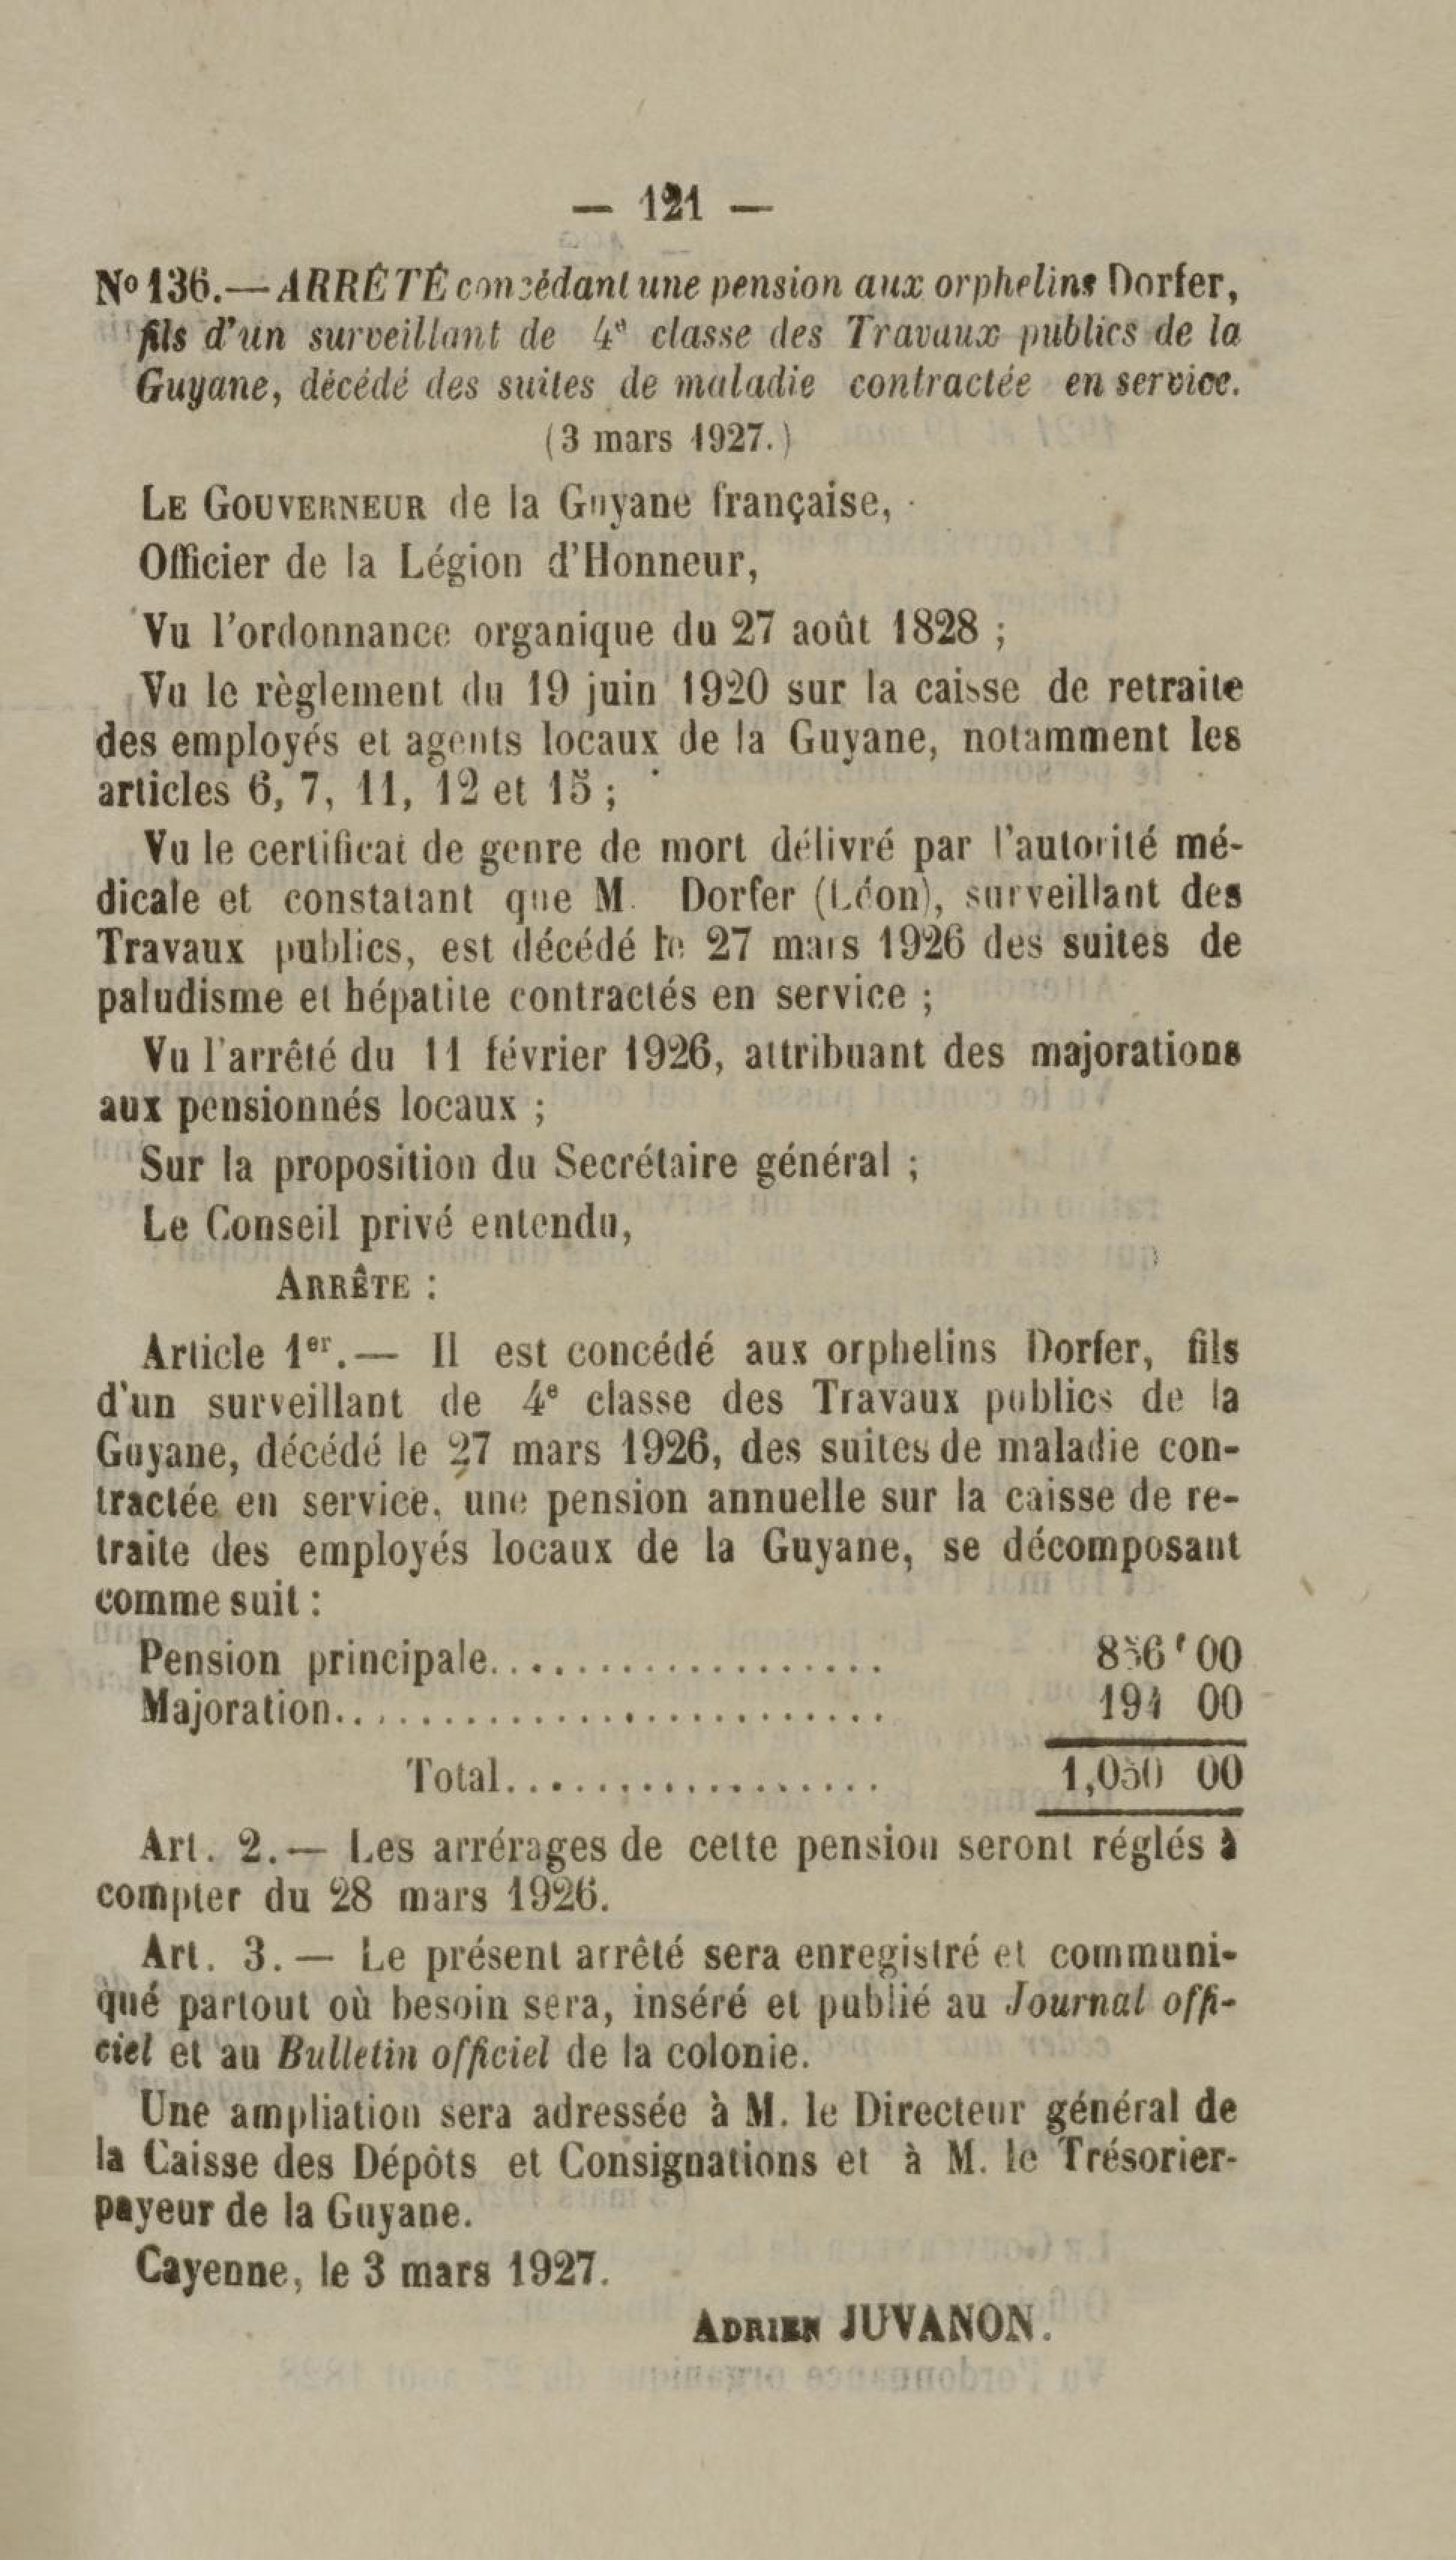 — 121 —
Nº 136.— ARRÊTÉ concédant une pension aux orphelins Dorfer,
fils d'un surveillant de 4e classe des Travaux publics de la
Guyane, décédé des suites de maladie contractée en service.
(3 mars 1927.)
LE GOUVERNEUR de la Guyane française,
Officier de la Légion d'Honneur,
Vu l'ordonnance organique du 27 août 1828 ;
Vu le règlement du 19 juin 1920 sur la caisse de retraite
des employés et agents locaux de la Guyane, notamment les
articles 6, 7, 11, 12 et 15 ;
Vu le certificat de genre de mort délivré par l'autorité mé-
dicale et constatant que M. Dorfer (Léon), surveillant des
Travaux publics, est décédé le 27 mars 1926 des suites de
paludisme et hépatite contractés en service ;
Vu l'arrêté du 11 février 1926, attribuant des majorations
aux pensionnés locaux ;
Sur la proposition du Secrétaire général ;
Le Conseil privé entendu,
ARRÊTE :
Article 1er.— Il est concédé aux orphelins Dorfer, fils
d'un surveillant de 4e classe des Travaux publics de la
Guyane, décédé le 27 mars 1926, des suites de maladie con-
tractée en service, une pension annuelle sur la caisse de re-
traite des employés locaux de la Guyane, se décomposant
comme suit :
Pension principale.................. 856f 00
Majoration......................... 194 00
Total................. 1,050 00
Art. 2.— Les arrérages de cette pension seront réglés à
compter du 28 mars 1926.
Art. 3.— Le présent arrêté sera enregistré et communi-
qué partout où besoin sera, inséré et publié au Journal offi-
ciel et au Bulletin officiel de la colonie.
Une ampliation sera adressée à M. le Directeur général de
la Caisse des Dépôts et Consignations et à M. le Trésorier-
payeur de la Guyane.
Cayenne, le 3 mars 1927.
ADRIEN JUVANON.